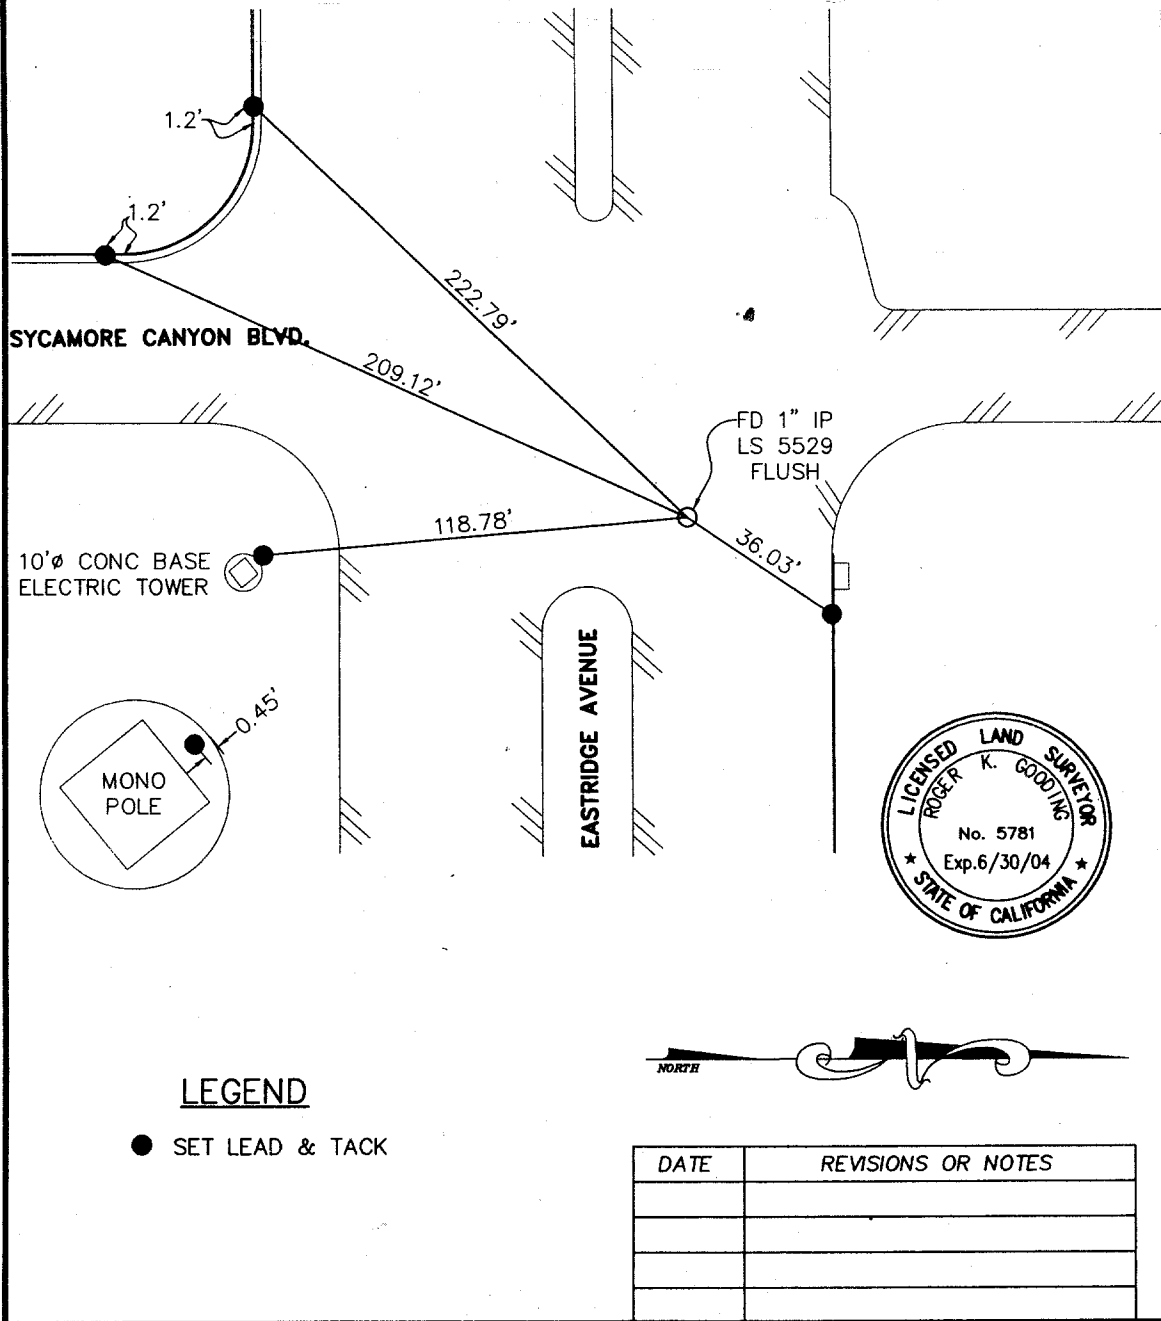 1.2'
1.2'
222.79'
SYCAMORE CANYON BLVD.
209.12'
FD 1" IP
LS 5529
FLUSH
118.78'
36.03'
10'ø CONC BASE
ELECTRIC TOWER
EASTRIDGE AVENUE
0.45'
MONO
POLE
LICENSED LAND SURVEYOR
ROGER K. GOODING
No. 5781
Exp.6/30/04
★ STATE OF CALIFORNIA ★
NORTH
N
LEGEND
SET LEAD & TACK
DATE REVISIONS OR NOTES